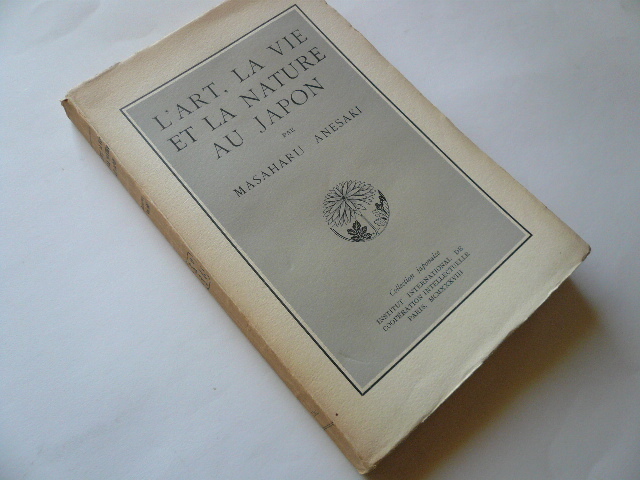 L'ART, LA VIE
ET LA NATURE
AU JAPON
PAR
MASAHARU ANESAKI
Collection Japonaise
INSTITUT INTERNATIONAL DE
COOPÉRATION INTELLECTUELLE
PARIS, MCMXXXVIII